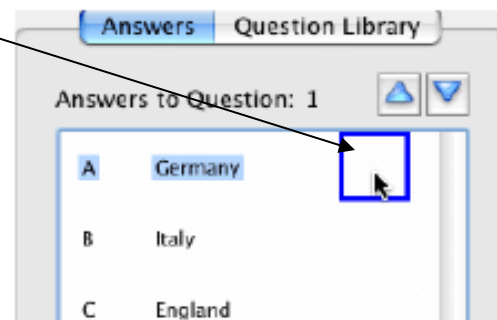 Answers Question Library
Answers to Question: 1
A Germany
B Italy
C England